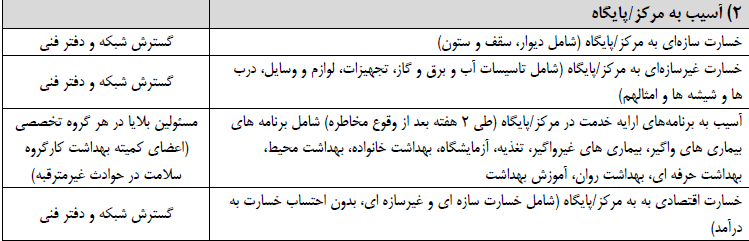 ۲) آسیب به مرکز/پایگاه
خسارت سازه‌ای به مرکز/پایگاه (شامل دیوار، سقف و ستون)
گسترش شبکه و دفتر فنی
خسارت غیرسازه‌ای به مرکز/پایگاه (شامل تاسیسات آب و برق و گاز، تجهیزات، لوازم و وسایل، درب
ها و شیشه ها و امثالهم)
گسترش شبکه و دفتر فنی
آسیب به برنامه‌های ارایه خدمت در مرکز/پایگاه (طی ۲ هفته بعد از وقوع مخاطره) شامل برنامه های
بیماری های واگیر، بیماری های غیرواگیر، تغذیه، آزمایشگاه، بهداشت خانواده، بهداشت محیط،
بهداشت حرفه ای، بهداشت روان، آموزش بهداشت
مسئولین بلایا در هر گروه تخصصی
(اعضای کمیته بهداشت کارگروه
سلامت در حوادث غیرمترقبه)
خسارت اقتصادی به به مرکز/پایگاه (شامل خسارت سازه ای و غیرسازه ای، بدون احتساب خسارت به
درآمد)
گسترش شبکه و دفتر فنی